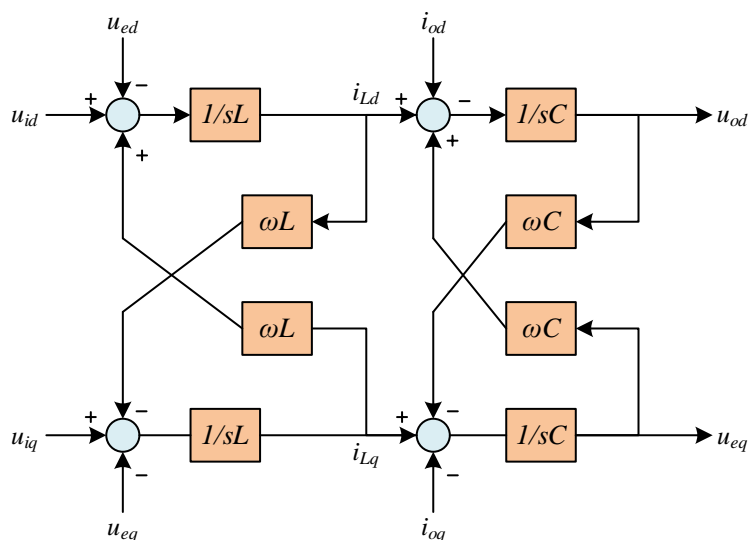 u_ed i_od
− −
u_id + 1/sL i_Ld + − 1/sC u_od
+ +
ωL ωC
ωL ωC
− −
u_iq + 1/sL + 1/sC u_eq
− i_Lq −
u_eq i_oq